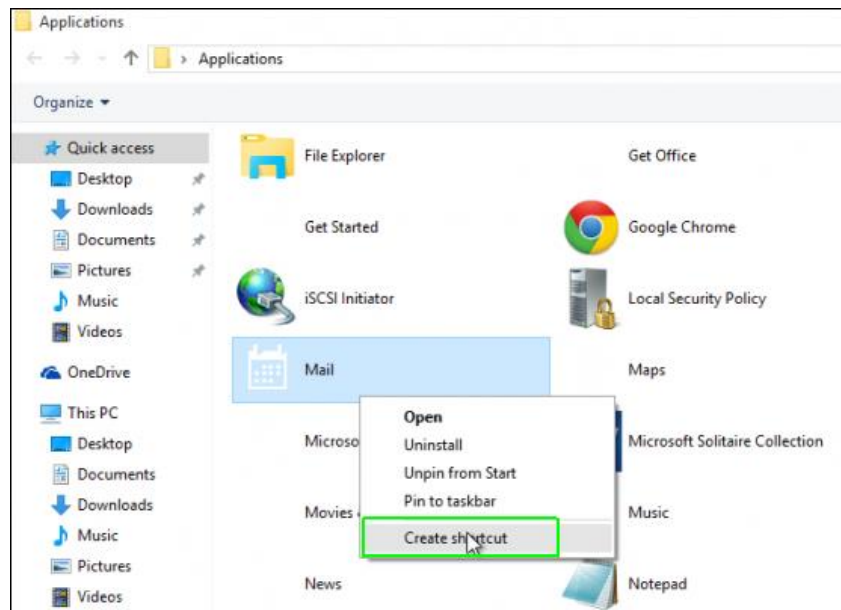 Applications
Applications
Organize
Quick access
Desktop
Downloads
Documents
Pictures
Music
Videos
OneDrive
This PC
Desktop
Documents
Downloads
Music
Pictures
Videos
File Explorer
Get Office
Get Started
Google Chrome
iSCSI Initiator
Local Security Policy
Mail
Maps
Microso
Microsoft Solitaire Collection
Movies
Music
News
Notepad
Open
Uninstall
Unpin from Start
Pin to taskbar
Create shortcut